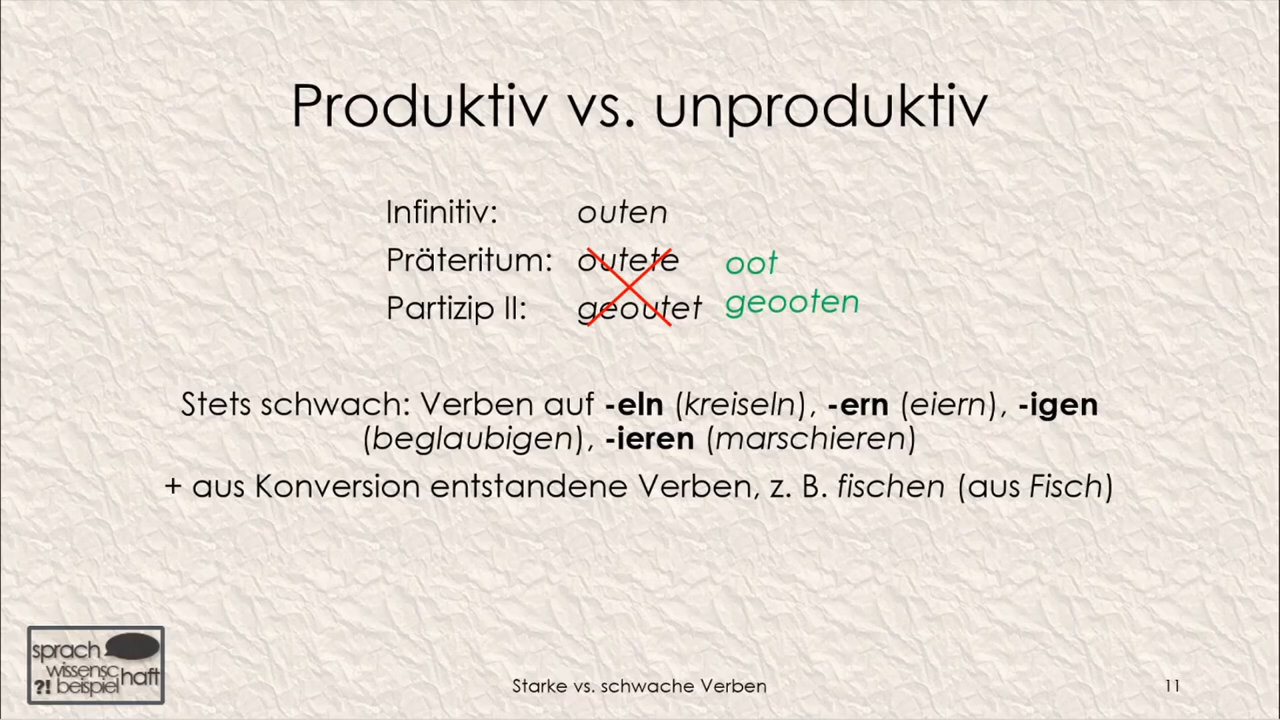 Produktiv vs. unproduktiv
Infinitiv: outen
Präteritum: outete oot
Partizip II: geoutet geooten
Stets schwach: Verben auf -eln (kreiseln), -ern (eiern), -igen
(beglaubigen), -ieren (marschieren)
+ aus Konversion entstandene Verben, z. B. fischen (aus Fisch)
sprach
wissensc
haft
?! beispiel
Starke vs. schwache Verben
11